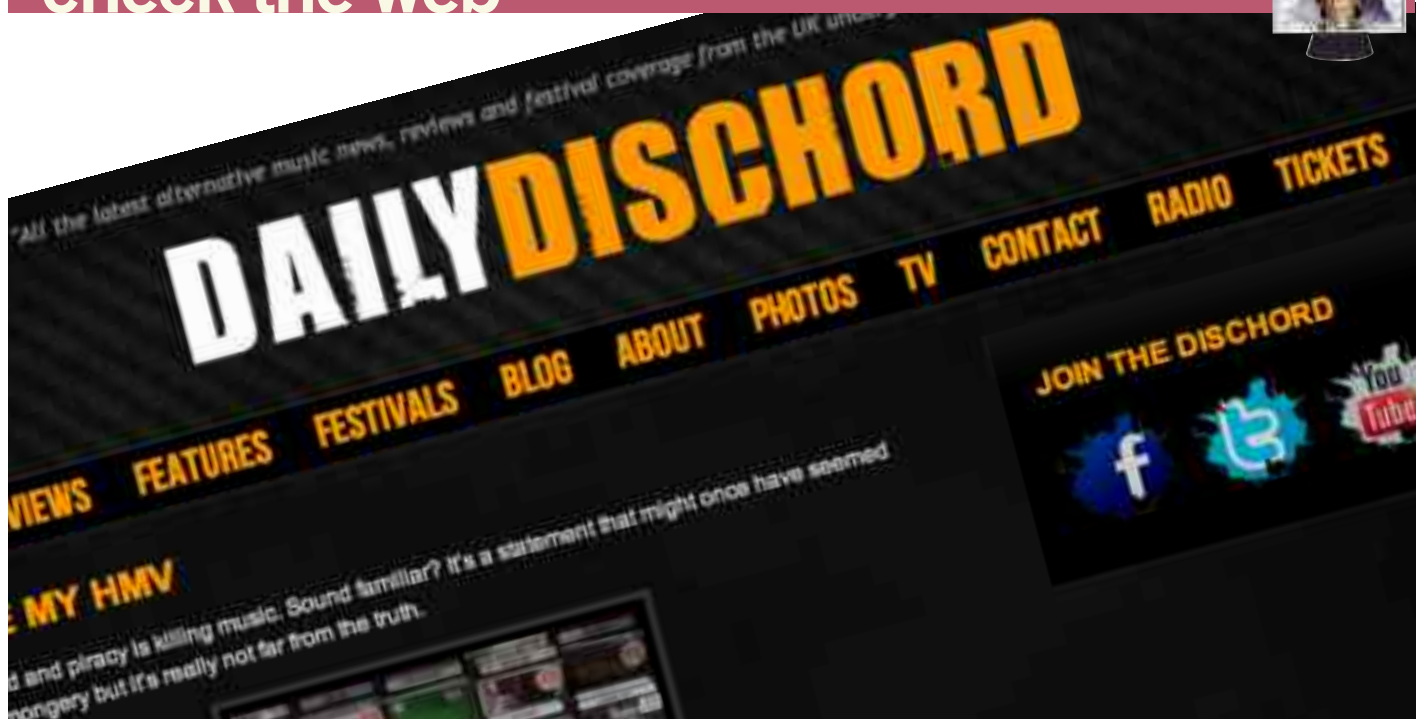 check the web
"All the latest alternative music news, reviews and festival coverage from the UK
DAILYDISCHORD
VIEWS FEATURES FESTIVALS BLOG ABOUT PHOTOS TV CONTACT RADIO TICKETS
JOIN THE DISCHORD
f t You Tube
MY HMV
and piracy is killing music. Sound familiar? It's a statement that might once have seemed
but it's really not far from the truth.